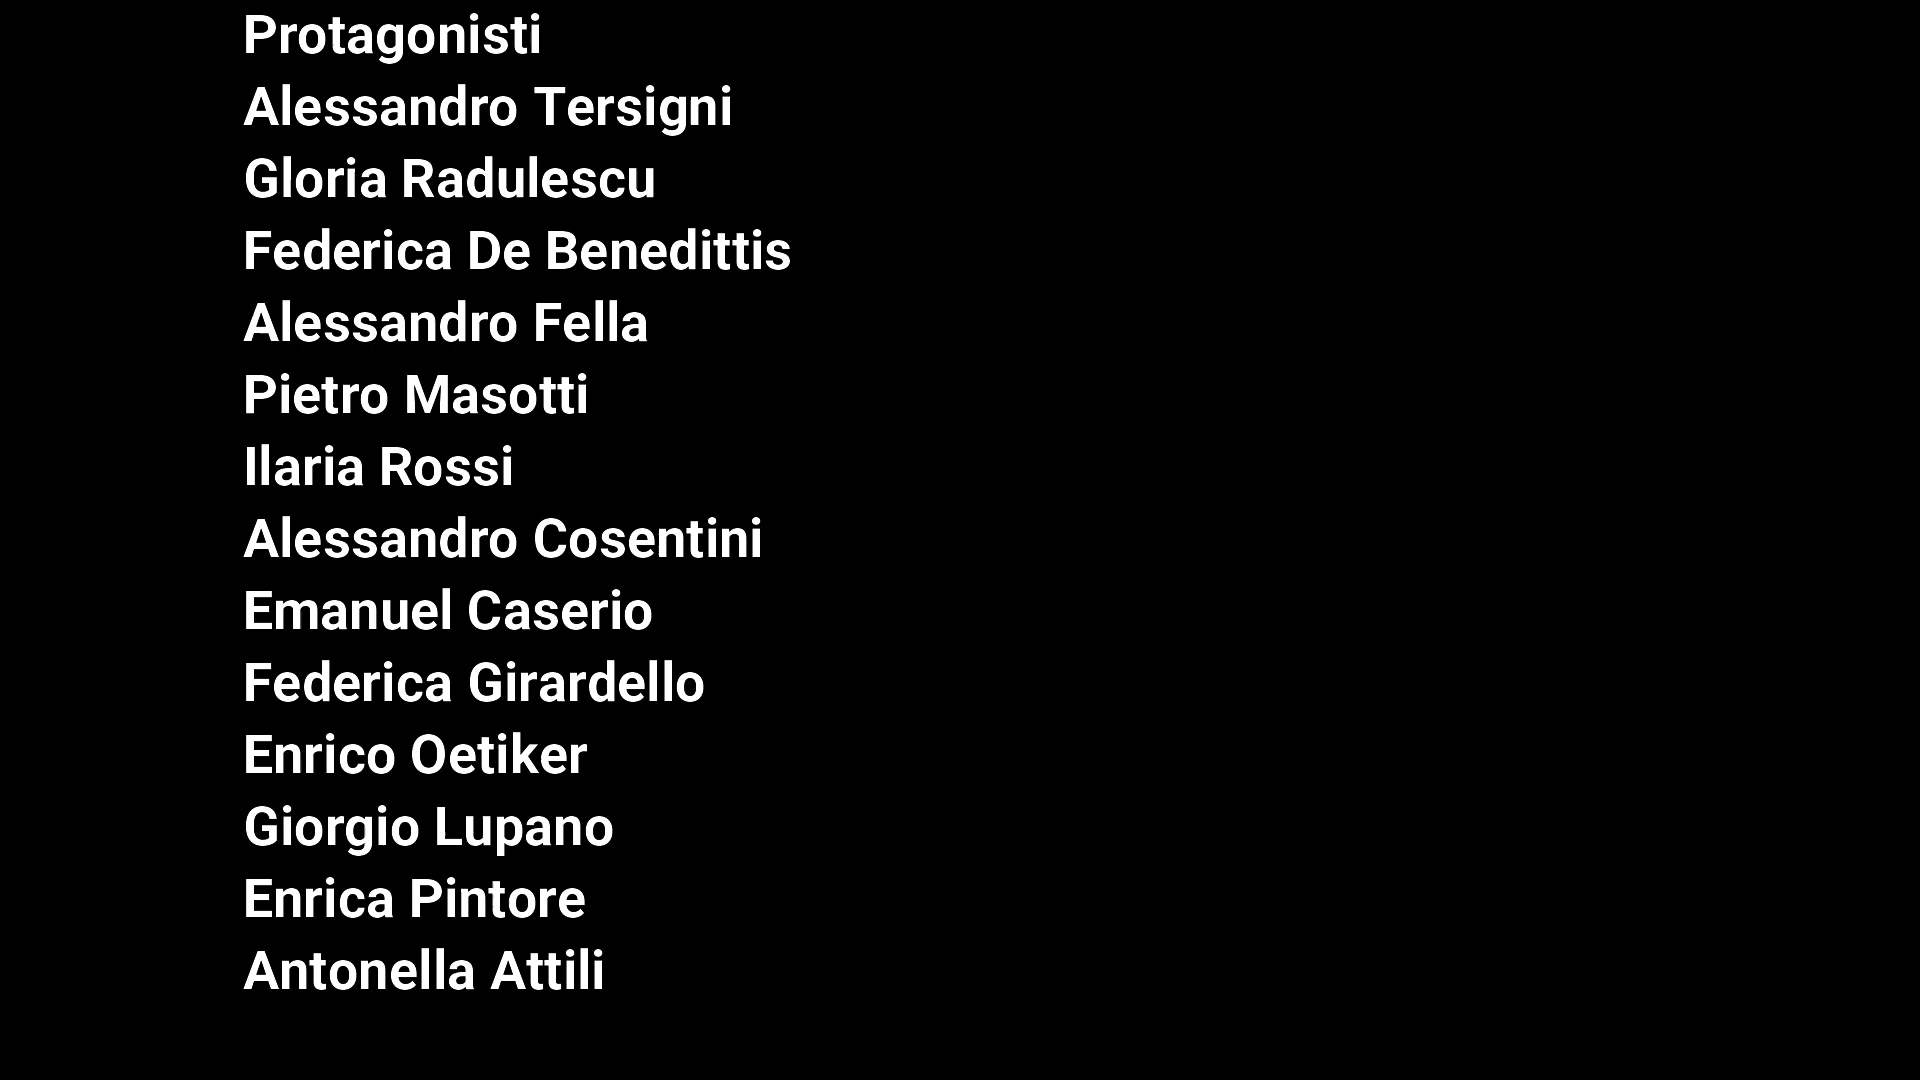 Protagonisti
Alessandro Tersigni
Gloria Radulescu
Federica De Benedittis
Alessandro Fella
Pietro Masotti
Ilaria Rossi
Alessandro Cosentini
Emanuel Caserio
Federica Girardello
Enrico Oetiker
Giorgio Lupano
Enrica Pintore
Antonella Attili